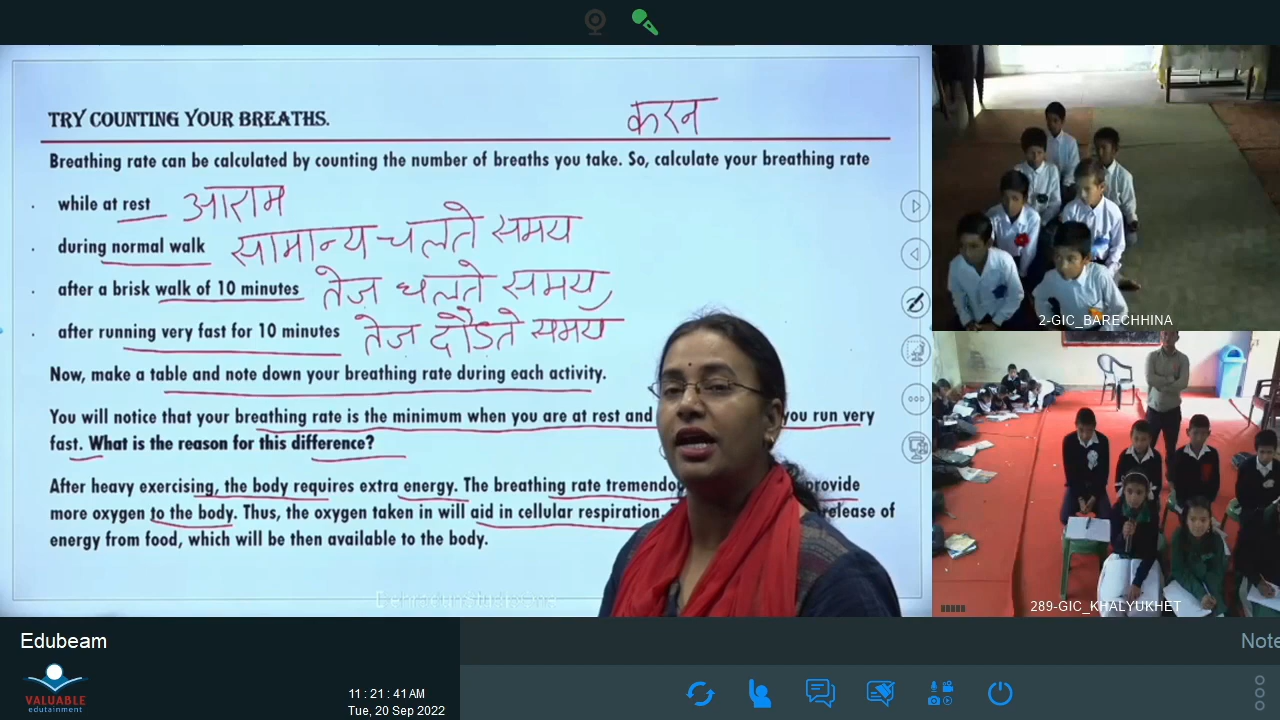 TRY COUNTING YOUR BREATHS.
करन
Breathing rate can be calculated by counting the number of breaths you take. So, calculate your breathing rate
while at rest आराम
during normal walk सामान्य चलते समय
after a brisk walk of 10 minutes तेज़ चलते समय
after running very fast for 10 minutes तेज़ दौड़ते समय
Now, make a table and note down your breathing rate during each activity.
You will notice that your breathing rate is the minimum when you are at rest and you run very
fast. What is the reason for this difference?
After heavy exercising, the body requires extra energy. The breathing rate provide
more oxygen to the body. Thus, the oxygen taken in will aid in cellular respiration. release of
energy from food, which will be then available to the body.
2-GIC_BARECHHINA
289-GIC_KHALYUKHET
Edubeam
VALUABLE
edutainment
11 : 21 : 41 AM
Tue, 20 Sep 2022
Note